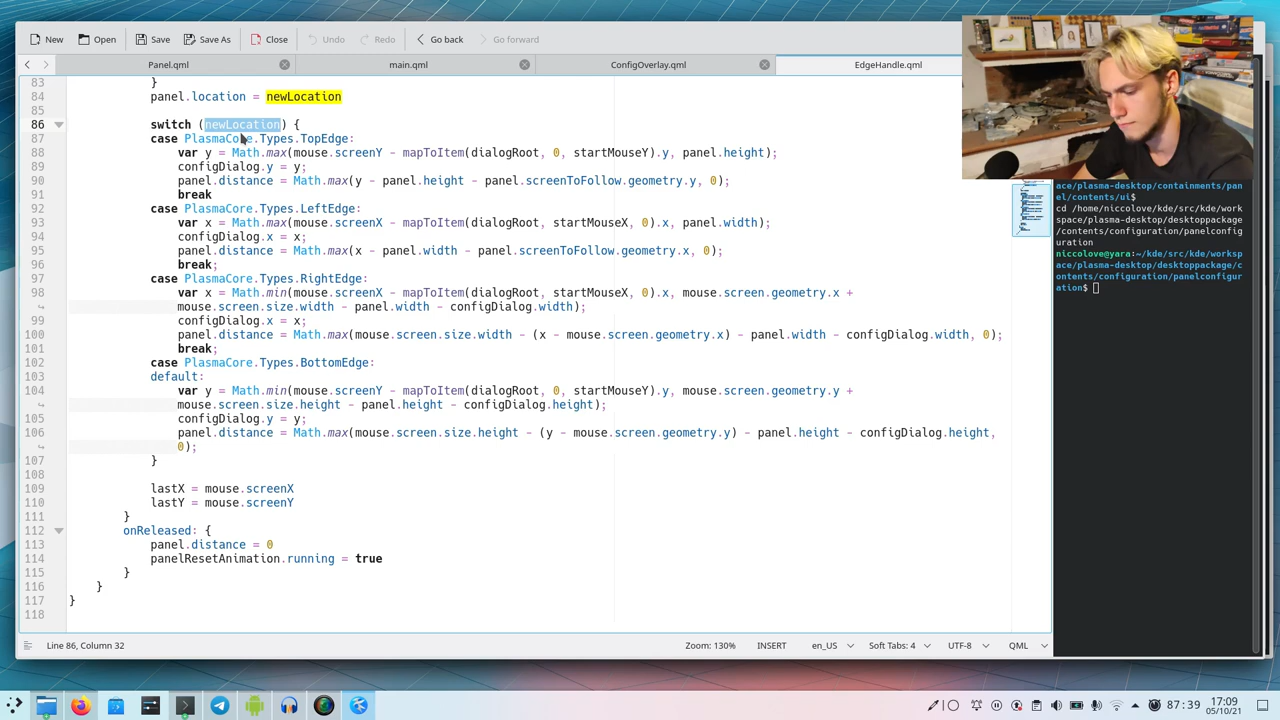 New Open Save Save As Close Undo Redo Go back Go forward
Panel.qml main.qml ConfigOverlay.qml EdgeHandle.qml
83 }
84 panel.location = newLocation
85
86 switch (newLocation) {
87 case PlasmaCore.Types.TopEdge:
88 var y = Math.max(mouse.screenY - mapToItem(dialogRoot, 0, startMouseY).y, panel.height);
89 configDialog.y = y;
90 panel.distance = Math.max(y - panel.height - panel.screenToFollow.geometry.y, 0);
91 break
92 case PlasmaCore.Types.LeftEdge:
93 var x = Math.max(mouse.screenX - mapToItem(dialogRoot, startMouseX, 0).x, panel.width);
94 configDialog.x = x;
95 panel.distance = Math.max(x - panel.width - panel.screenToFollow.geometry.x, 0);
96 break;
97 case PlasmaCore.Types.RightEdge:
98 var x = Math.min(mouse.screenX - mapToItem(dialogRoot, startMouseX, 0).x, mouse.screen.geometry.x +
mouse.screen.size.width - panel.width - configDialog.width);
99 configDialog.x = x;
100 panel.distance = Math.max(mouse.screen.size.width - (x - mouse.screen.geometry.x) - panel.width - configDialog.width, 0);
101 break;
102 case PlasmaCore.Types.BottomEdge:
103 default:
104 var y = Math.min(mouse.screenY - mapToItem(dialogRoot, 0, startMouseY).y, mouse.screen.geometry.y +
mouse.screen.size.height - panel.height - configDialog.height);
105 configDialog.y = y;
106 panel.distance = Math.max(mouse.screen.size.height - (y - mouse.screen.geometry.y) - panel.height - configDialog.height,
0);
107 }
108
109 lastX = mouse.screenX
110 lastY = mouse.screenY
111 }
112 onReleased: {
113 panel.distance = 0
114 panelResetAnimation.running = true
115 }
116 }
117 }
118
Line 86, Column 32 Zoom: 130% INSERT en_US Soft Tabs: 4 UTF-8 QML
ace/plasma-desktop/containments/pan
el/contents/ui$
cd /home/niccolove/kde/src/kde/work
space/plasma-desktop/desktoppackage
/contents/configuration/panelconfig
uration
niccolove@yara:~/kde/src/kde/worksp
ace/plasma-desktop/desktoppackage/c
ontents/configuration/panelconfigur
ation$
87:39 17:09
05/10/21